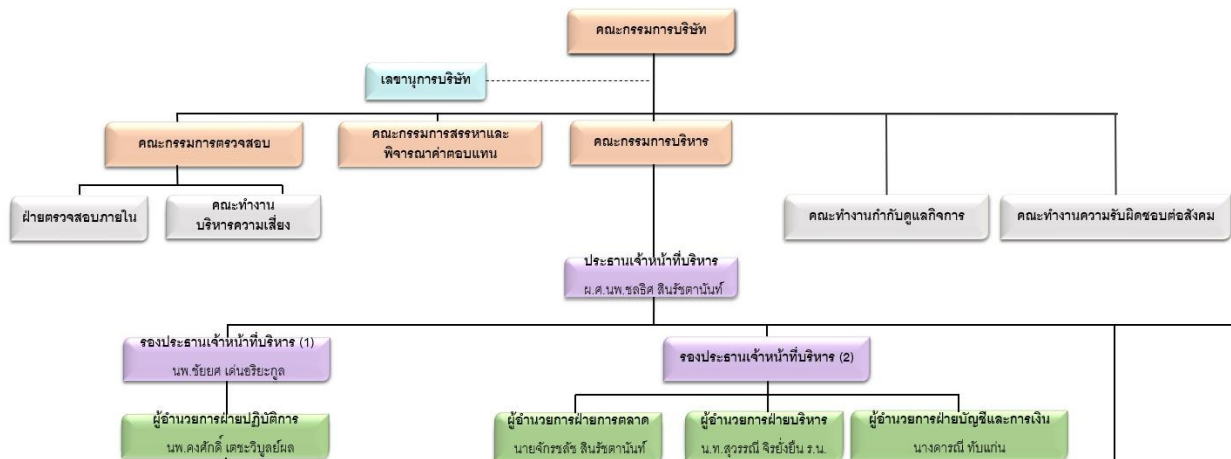 คณะกรรมการบริษัท
เลขานุการบริษัท
คณะกรรมการตรวจสอบ
คณะกรรมการสรรหาและ
พิจารณาค่าตอบแทน
คณะกรรมการบริหาร
ฝ่ายตรวจสอบภายใน
คณะทำงาน
บริหารความเสี่ยง
คณะทำงานกำกับดูแลกิจการ
คณะทำงานความรับผิดชอบต่อสังคม
ประธานเจ้าหน้าที่บริหาร
ผ.ศ.นพ.ชลธิศ สินรัชตานันท์
รองประธานเจ้าหน้าที่บริหาร (1)
นพ.ชัยยศ เด่นอริยะกูล
รองประธานเจ้าหน้าที่บริหาร (2)
ผู้อำนวยการฝ่ายปฏิบัติการ
นพ.คงศักดิ์ เตชะวิบูลย์ผล
ผู้อำนวยการฝ่ายการตลาด
นายจักรชลัช สินรัชตานันท์
ผู้อำนวยการฝ่ายบริหาร
น.ท.สุวรรณี จิรยั่งยืน ร.น.
ผู้อำนวยการฝ่ายบัญชีและการเงิน
นางดารณี ทับแก่น